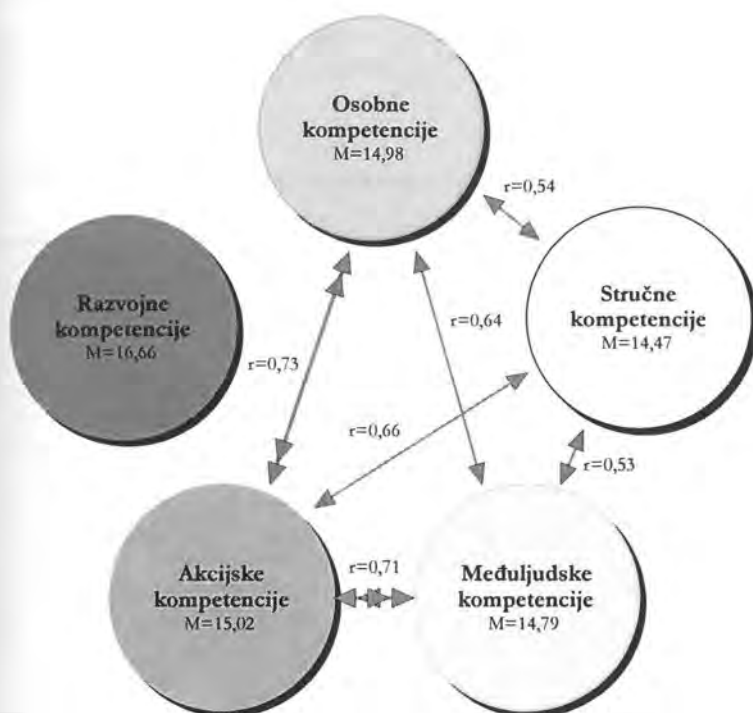 Osobne
kompetencije
M=14,98
r=0,54
Razvojne
kompetencije
M=16,66
Stručne
kompetencije
M=14,47
r=0,64
r=0,73
r=0,66
r=0,53
Akcijske
kompetencije
M=15,02
r=0,71
Međuljudske
kompetencije
M=14,79